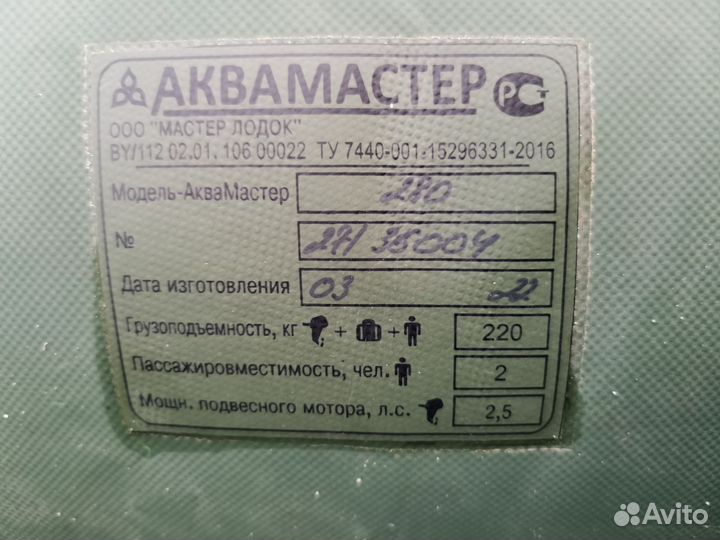 АКВАМАСТЕР РСТ
ООО "МАСТЕР ЛОДОК"
BY/112 02.01. 106 00022 ТУ 7440-001-15296331-2016
Модель-АкваМастер 280
№ 35004
Дата изготовления 03 22
Грузоподъемность, кг + + 220
Пассажировместимость, чел. 2
Мощн. подвесного мотора, л.с. 2,5
Avito